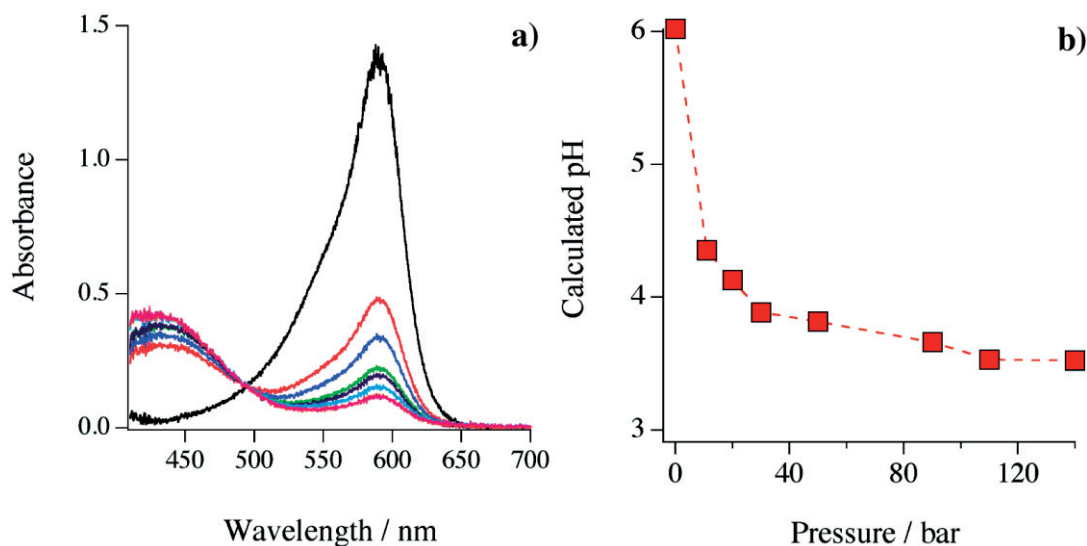 a)
1.5
1.0
0.5
0.0
Absorbance
450 500 550 600 650 700
Wavelength / nm
b)
6
5
4
3
Calculated pH
0 40 80 120
Pressure / bar